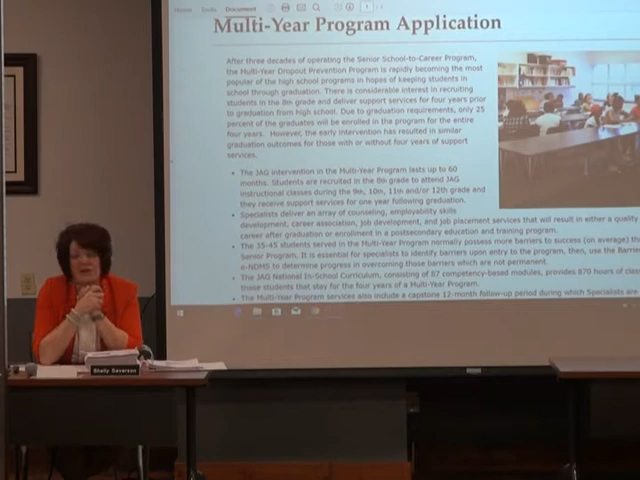 Home Tools Document
Multi-Year Program Application
After three decades of operating the Senior School-to-Career Program,
the Multi-Year Dropout Prevention Program is rapidly becoming the most
popular of the high school programs in hopes of keeping students in
school through graduation. There is considerable interest in recruiting
students in the 8th grade and deliver support services for four years prior
to graduation from high school. Due to graduation requirements, only 25
percent of the graduates will be enrolled in the program for the entire
four years. However, the early intervention has resulted in similar
graduation outcomes for those with or without four years of support
services.
• The JAG intervention in the Multi-Year Program lasts up to 60
months. Students are recruited in the 8th grade to attend JAG
instructional classes during the 9th, 10th, 11th and/or 12th grade and
they receive support services for one year following graduation.
• Specialists deliver an array of counseling, employability skills
development, career association, job development, and job placement services that will result in either a quality
career after graduation or enrollment in a postsecondary education and training program.
• The 35-45 students served in the Multi-Year Program normally possess more barriers to success (on average) th
Senior Program. It is essential for specialists to identify barriers upon entry to the program, then, use the Barrie
e-NDMS to determine progress in overcoming those barriers which are not permanent.
• The JAG National In-School Curriculum, consisting of 87 competency-based modules, provides 870 hours of clas
those students that stay for the four years of a Multi-Year Program.
• The Multi-Year Program services also include a capstone 12-month follow-up period during which Specialists are
Shelly Severson